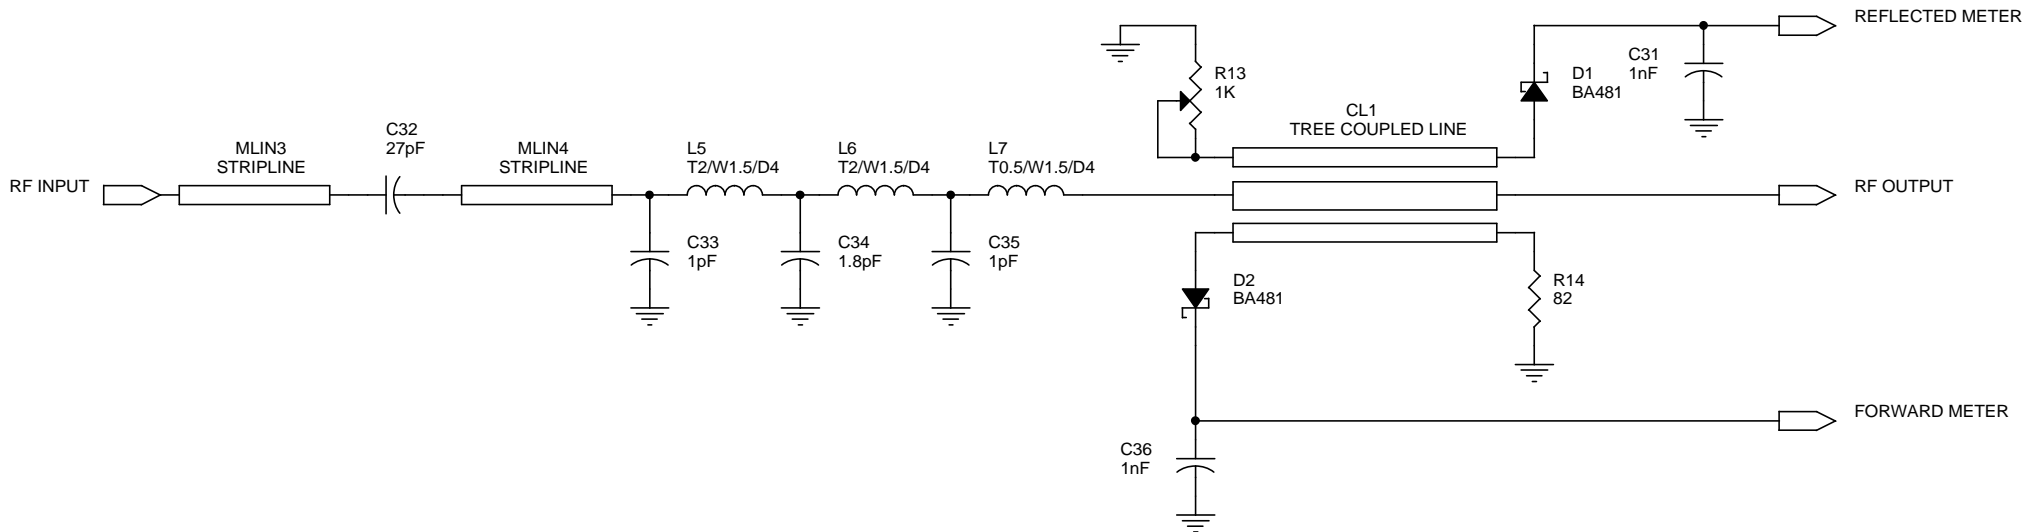 REFLECTED METER
C31
1nF
R13
1K
D1
BA481
CL1
TREE COUPLED LINE
C32
27pF
MLIN3
STRIPLINE
MLIN4
STRIPLINE
L5
T2/W1.5/D4
L6
T2/W1.5/D4
L7
T0.5/W1.5/D4
RF INPUT
RF OUTPUT
C33
1pF
C34
1.8pF
C35
1pF
D2
BA481
R14
82
FORWARD METER
C36
1nF